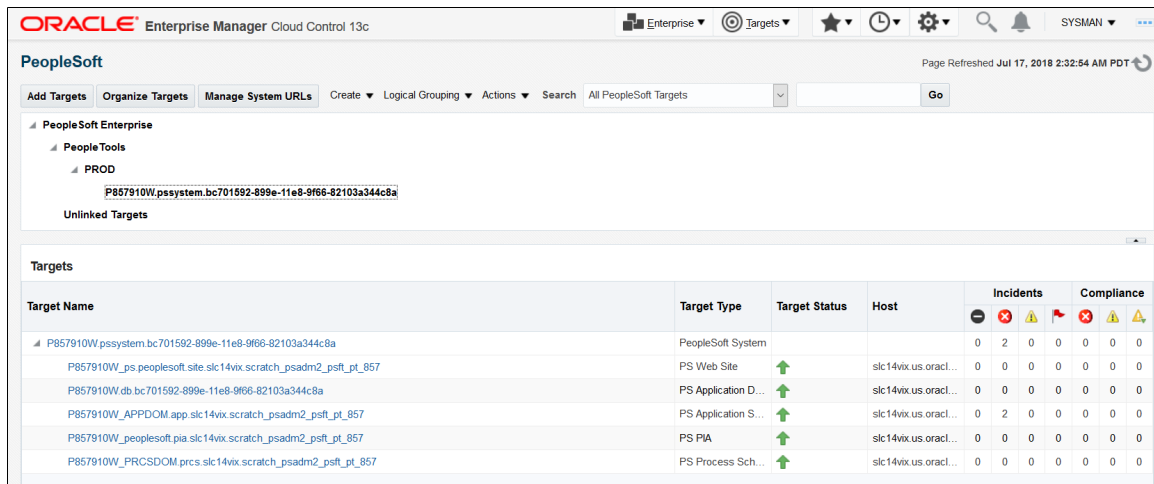 ORACLE Enterprise Manager Cloud Control 13c Enterprise Targets SYSMAN
PeopleSoft Page Refreshed Jul 17, 2018 2:32:54 AM PDT
Add Targets Organize Targets Manage System URLs Create Logical Grouping Actions Search All PeopleSoft Targets Go
PeopleSoft Enterprise
PeopleTools
PROD
P857910W.pssystem.bc701592-899e-11e8-9f66-82103a344c8a
Unlinked Targets
Targets
Target Name Target Type Target Status Host Incidents Compliance
P857910W.pssystem.bc701592-899e-11e8-9f66-82103a344c8a PeopleSoft System 0 2 0 0 0 0 0
P857910W_ps.peoplesoft.site.slc14vix.scratch_psadm2_psft_pt_857 PS Web Site slc14vix.us.oracl... 0 0 0 0 0 0 0
P857910W.db.bc701592-899e-11e8-9f66-82103a344c8a PS Application D... slc14vix.us.oracl... 0 0 0 0 0 0 0
P857910W_APPDOM.app.slc14vix.scratch_psadm2_psft_pt_857 PS Application S... slc14vix.us.oracl... 0 2 0 0 0 0 0
P857910W_peoplesoft.pia.slc14vix.scratch_psadm2_psft_pt_857 PS PIA slc14vix.us.oracl... 0 0 0 0 0 0 0
P857910W_PRCSDOM.prcs.slc14vix.scratch_psadm2_psft_pt_857 PS Process Sch... slc14vix.us.oracl... 0 0 0 0 0 0 0